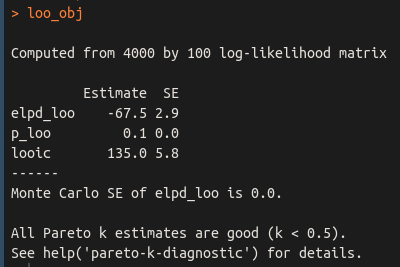 > loo_obj
Computed from 4000 by 100 log-likelihood matrix
Estimate SE
elpd_loo -67.5 2.9
p_loo 0.1 0.0
looic 135.0 5.8
------
Monte Carlo SE of elpd_loo is 0.0.
All Pareto k estimates are good (k < 0.5).
See help('pareto-k-diagnostic') for details.